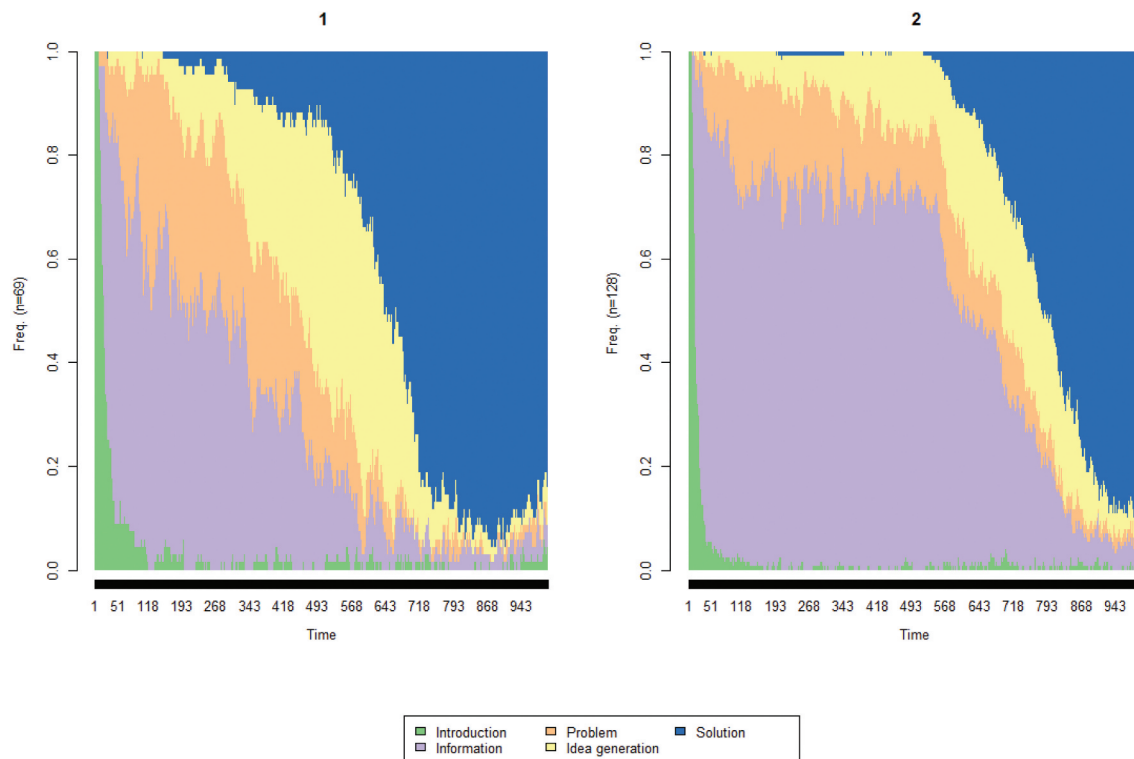 1
2
Freq. (n=69)
0.0 0.2 0.4 0.6 0.8 1.0
1 51 118 193 268 343 418 493 568 643 718 793 868 943
Time
Freq. (n=128)
0.0 0.2 0.4 0.6 0.8 1.0
1 51 118 193 268 343 418 493 568 643 718 793 868 943
Time
Introduction Problem Solution
Information Idea generation